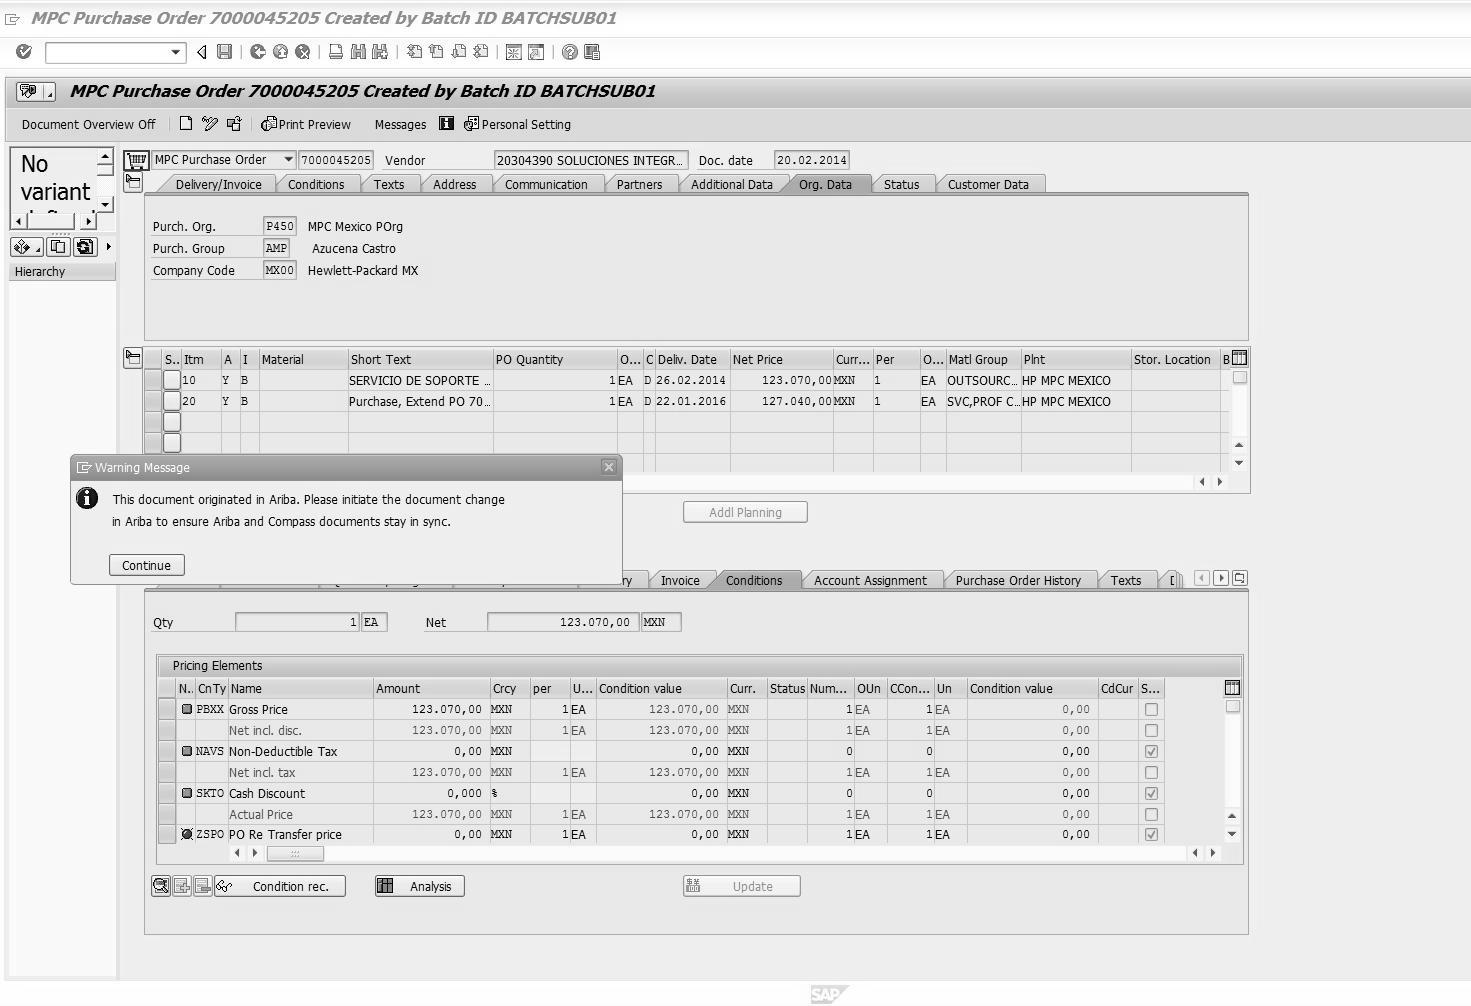 MPC Purchase Order 7000045205 Created by Batch ID BATCHSUB01
MPC Purchase Order 7000045205 Created by Batch ID BATCHSUB01
Document Overview Off Print Preview Messages Personal Setting
No variant
MPC Purchase Order 7000045205 Vendor 20304390 SOLUCIONES INTEGR... Doc. date 20.02.2014
Delivery/Invoice Conditions Texts Address Communication Partners Additional Data Org. Data Status Customer Data
Purch. Org. P450 MPC Mexico POrg
Purch. Group AMP Azucena Castro
Company Code MX00 Hewlett-Packard MX
Hierarchy
S.. Itm A I Material Short Text PO Quantity O... C Deliv. Date Net Price Curr... Per O... Matl Group Plnt Stor. Location B
10 Y B SERVICIO DE SOPORTE ... 1 EA D 26.02.2014 123.070,00 MXN 1 EA OUTSOURC... HP MPC MEXICO
20 Y B Purchase, Extend PO 70... 1 EA D 22.01.2016 127.040,00 MXN 1 EA SVC,PROF C... HP MPC MEXICO
Warning Message
This document originated in Ariba. Please initiate the document change
in Ariba to ensure Ariba and Compass documents stay in sync.
Continue
Addl Planning
ry Invoice Conditions Account Assignment Purchase Order History Texts
Qty 1 EA Net 123.070,00 MXN
Pricing Elements
N.. CnTy Name Amount Crcy per U... Condition value Curr. Status Num... OUn CCon... Un Condition value CdCur S...
PBXX Gross Price 123.070,00 MXN 1 EA 123.070,00 MXN 1 EA 1 EA 0,00
Net incl. disc. 123.070,00 MXN 1 EA 123.070,00 MXN 1 EA 1 EA 0,00
NAVS Non-Deductible Tax 0,00 MXN 0,00 MXN 0 0 0,00
Net incl. tax 123.070,00 MXN 1 EA 123.070,00 MXN 1 EA 1 EA 0,00
SKTO Cash Discount 0,000 % 0,00 MXN 0 0 0,00
Actual Price 123.070,00 MXN 1 EA 123.070,00 MXN 1 EA 1 EA 0,00
ZSPO PO Re Transfer price 0,00 MXN 1 EA 0,00 MXN 1 EA 1 EA 0,00
Condition rec. Analysis Update
SAP